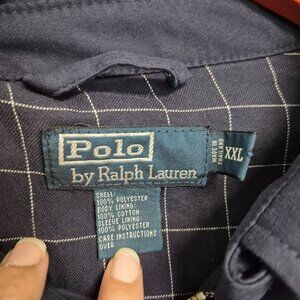 Polo
by Ralph Lauren
MADE IN
THAILAND
XXL
SHELL:
100% POLYESTER
BODY LINING:
100% COTTON
SLEEVE LINING:
100% POLYESTER
CARE INSTRUCTIONS
OVER